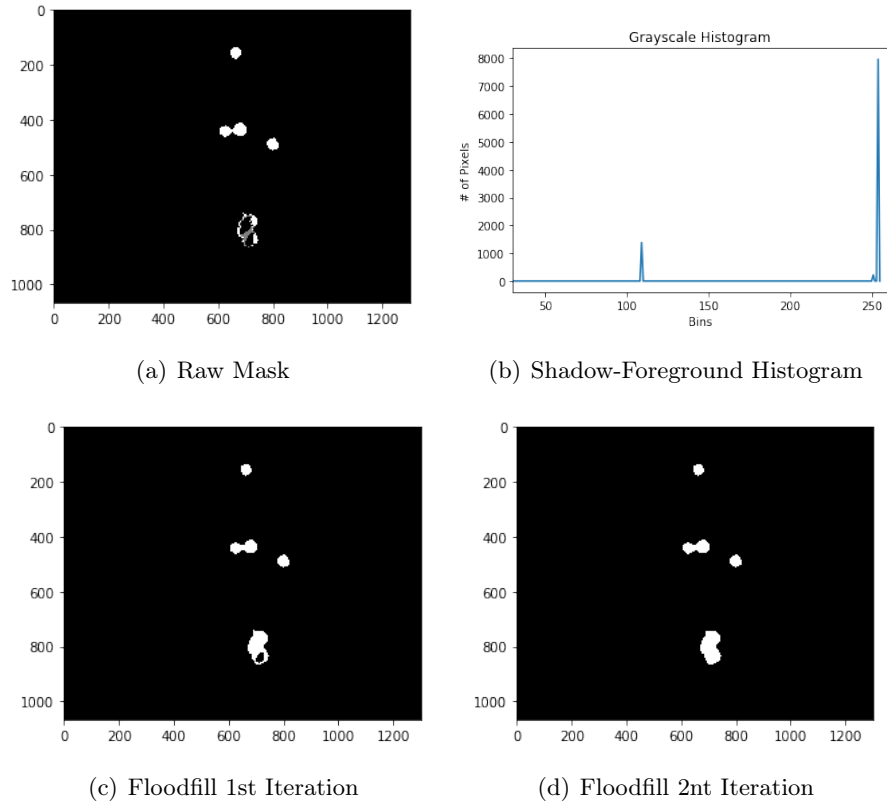 0
200
400
600
800
1000
0 200 400 600 800 1000 1200
(a) Raw Mask
Grayscale Histogram
8000
7000
6000
5000
4000
3000
2000
1000
0
# of Pixels
50 100 150 200 250
Bins
(b) Shadow-Foreground Histogram
0
200
400
600
800
1000
0 200 400 600 800 1000 1200
(c) Floodfill 1st Iteration
0
200
400
600
800
1000
0 200 400 600 800 1000 1200
(d) Floodfill 2nt Iteration